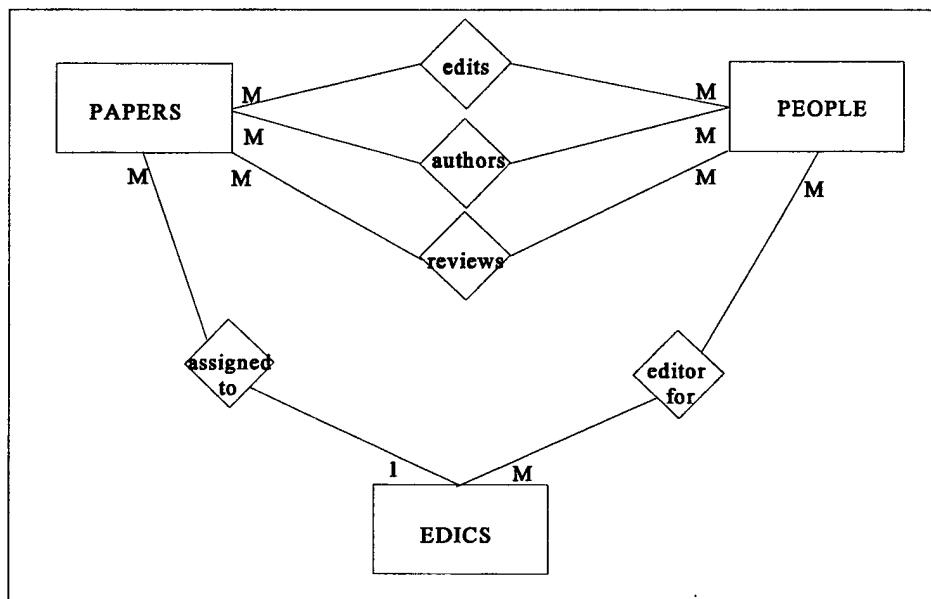 edits
M
M
PAPERS
PEOPLE
M
M
authors
M
M
M
M
reviews
assigned
to
editor
for
1
M
EDICS